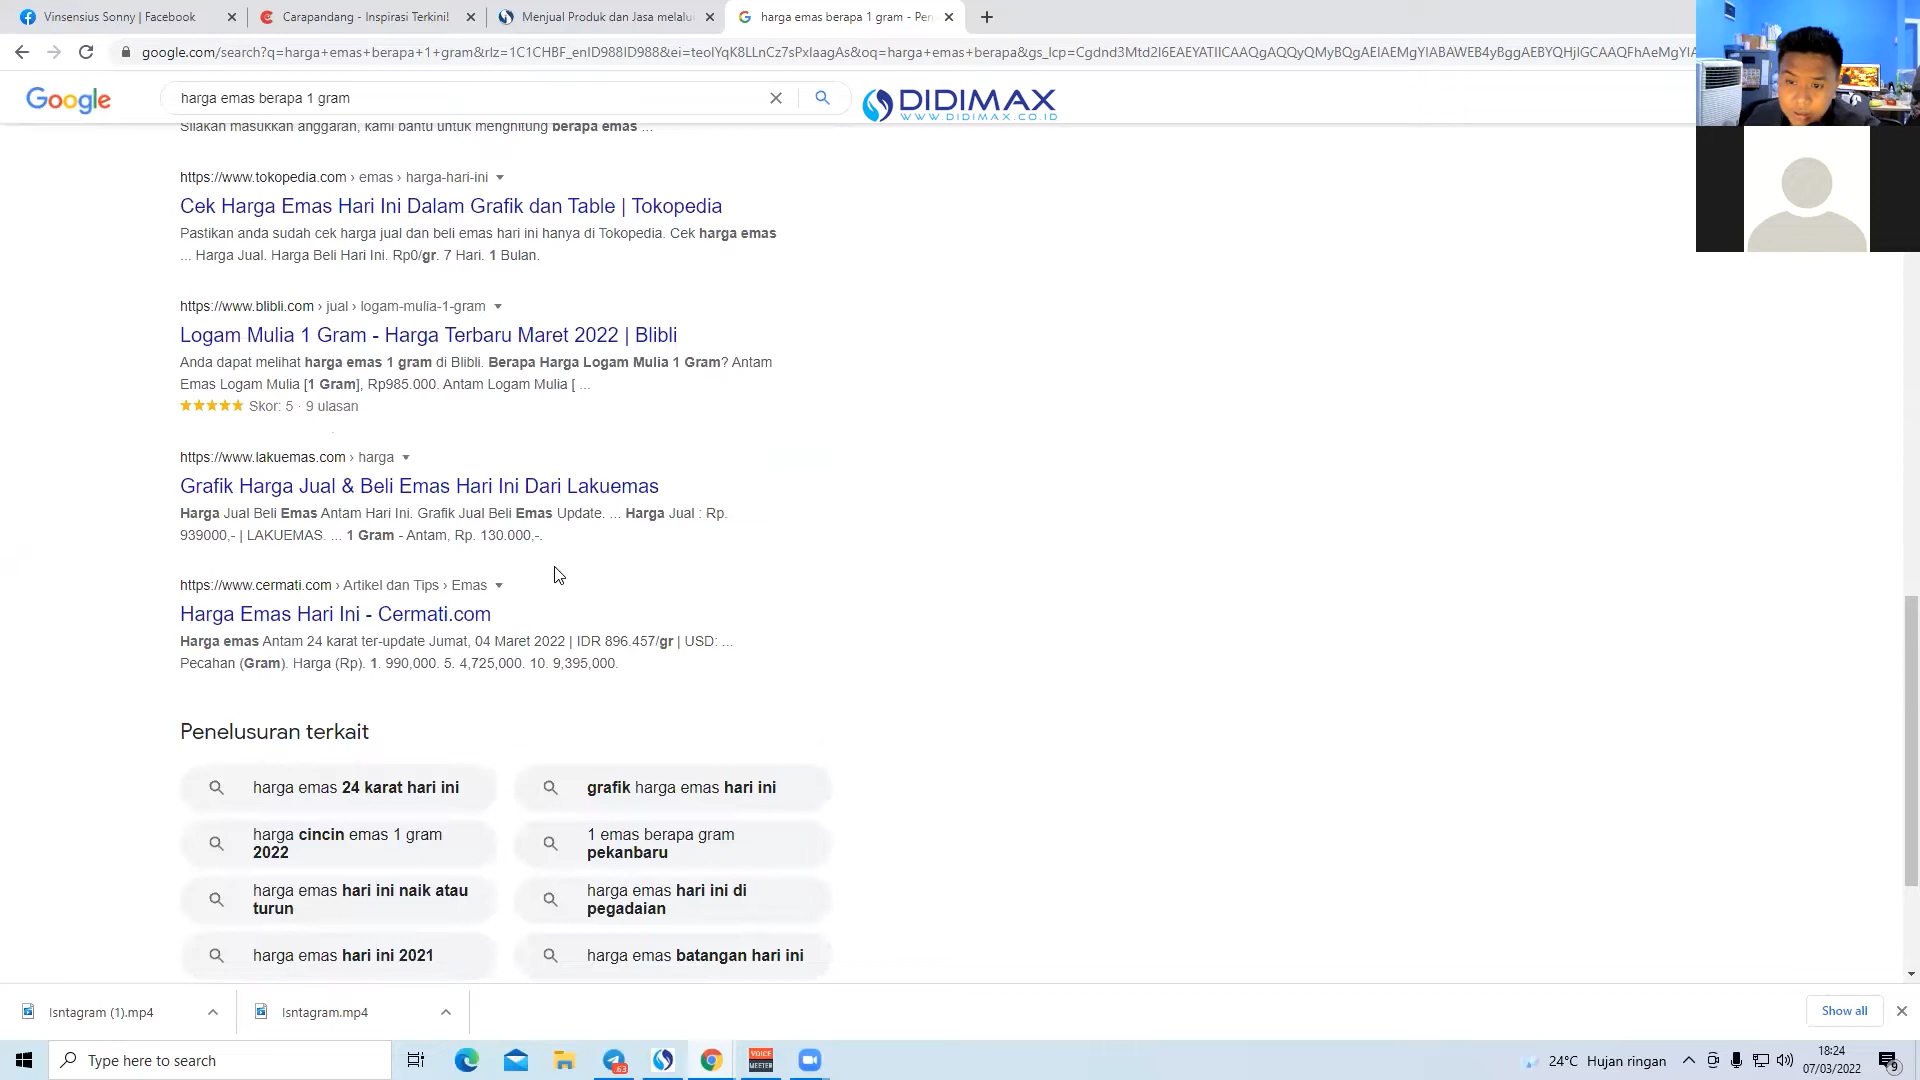 Vinsensius Sonny | Facebook
Carapandang - Inspirasi Terkini!
Menjual Produk dan Jasa melalui
harga emas berapa 1 gram - Pen
google.com/search?q=harga+emas+berapa+1+gram&rlz=1C1CHBF_enID988ID988&ei=teoIYqK8LLnCz7sPxIaagAs&oq=harga+emas+berapa&gs_lcp=Cgdnd3Mtd2l6EAEYATIICAAQgAQQyQMyBQgAEIAEMgYIABAWEB4yBggAEBYQHjIGCAAQFhAeMgYIA
Google
harga emas berapa 1 gram
DIDIMAX
WWW.DIDIMAX.CO.ID
Silakan masukkan anggaran, kami bantu untuk menghitung berapa emas ...
https://www.tokopedia.com › emas › harga-hari-ini
Cek Harga Emas Hari Ini Dalam Grafik dan Table | Tokopedia
Pastikan anda sudah cek harga jual dan beli emas hari ini hanya di Tokopedia. Cek harga emas
... Harga Jual. Harga Beli Hari Ini. Rp0/gr. 7 Hari. 1 Bulan.
https://www.blibli.com › jual › logam-mulia-1-gram
Logam Mulia 1 Gram - Harga Terbaru Maret 2022 | Blibli
Anda dapat melihat harga emas 1 gram di Blibli. Berapa Harga Logam Mulia 1 Gram? Antam
Emas Logam Mulia [1 Gram], Rp985.000. Antam Logam Mulia [ ...
Skor: 5 · 9 ulasan
https://www.lakuemas.com › harga
Grafik Harga Jual & Beli Emas Hari Ini Dari Lakuemas
Harga Jual Beli Emas Antam Hari Ini. Grafik Jual Beli Emas Update. ... Harga Jual : Rp.
939000,- | LAKUEMAS. ... 1 Gram - Antam, Rp. 130.000,-.
https://www.cermati.com › Artikel dan Tips › Emas
Harga Emas Hari Ini - Cermati.com
Harga emas Antam 24 karat ter-update Jumat, 04 Maret 2022 | IDR 896.457/gr | USD: ...
Pecahan (Gram). Harga (Rp). 1. 990,000. 5. 4,725,000. 10. 9,395,000.
Penelusuran terkait
harga emas 24 karat hari ini
grafik harga emas hari ini
harga cincin emas 1 gram
2022
1 emas berapa gram
pekanbaru
harga emas hari ini naik atau
turun
harga emas hari ini di
pegadaian
harga emas hari ini 2021
harga emas batangan hari ini
Isntagram (1).mp4
Isntagram.mp4
Show all
Type here to search
63
VOICE
MEETER
24°C Hujan ringan
18:24
07/03/2022
9